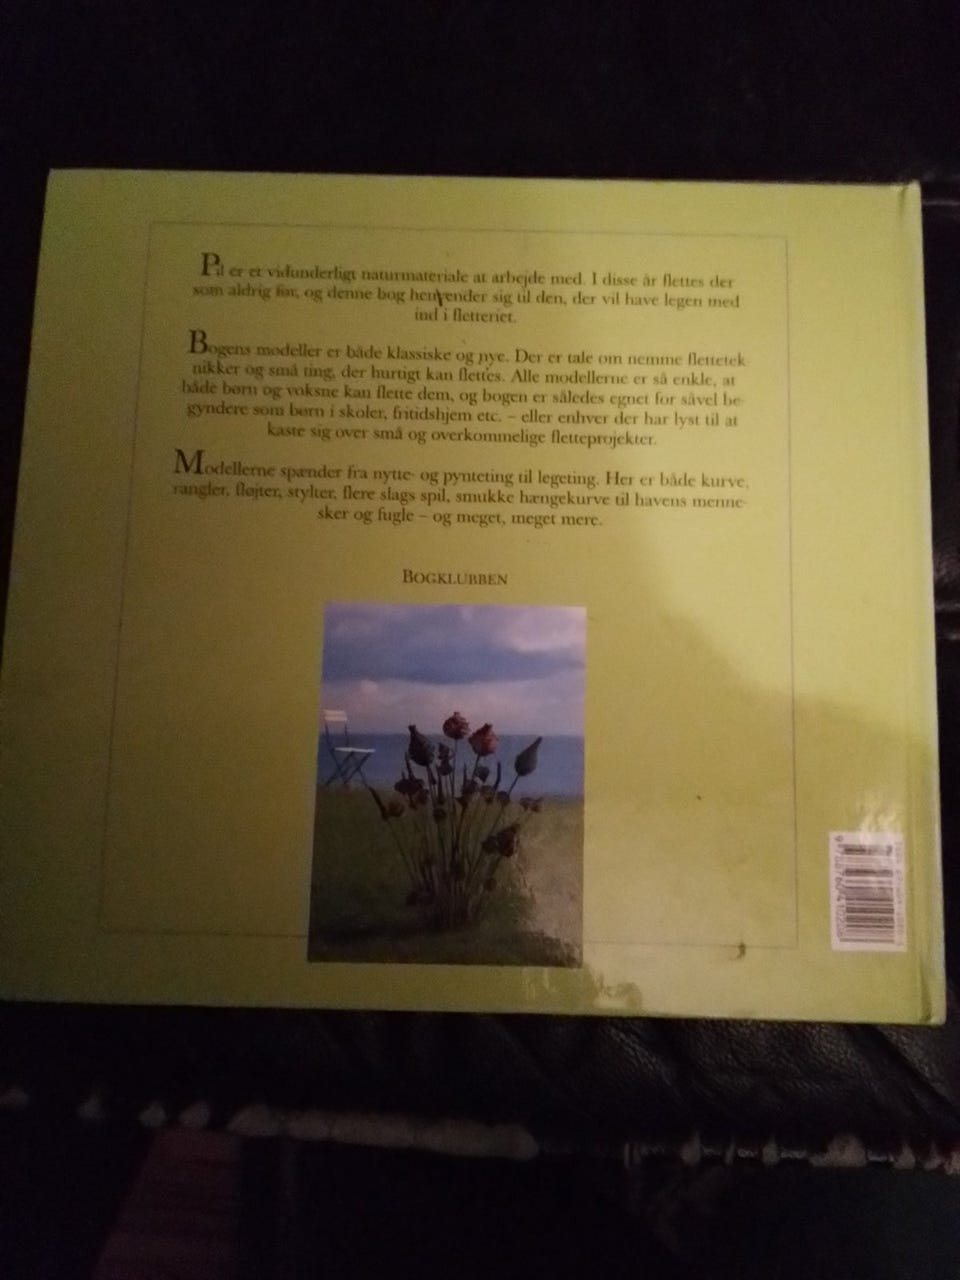 Pil er et vidunderligt naturmateriale at arbejde med. I disse år flettes der
som aldrig før, og denne bog henvender sig til den, der vil have legen med
ind i fletteriet.
Bogens modeller er både klassiske og nye. Der er tale om nemme flettetek-
nikker og små ting, der hurtigt kan flettes. Alle modellerne er så enkle, at
både børn og voksne kan flette dem, og bogen er således egnet for såvel be-
gyndere som børn i skoler, fritidshjem etc. – eller enhver der har lyst til at
kaste sig over små og overkommelige fletteprojekter.
Modellerne spænder fra nytte- og pynteting til legeting. Her er både kurve,
rangler, fløjter, stylter, flere slags spil, smukke hængekurve til havens menne-
sker og fugle – og meget, meget mere.
BOGKLUBBEN